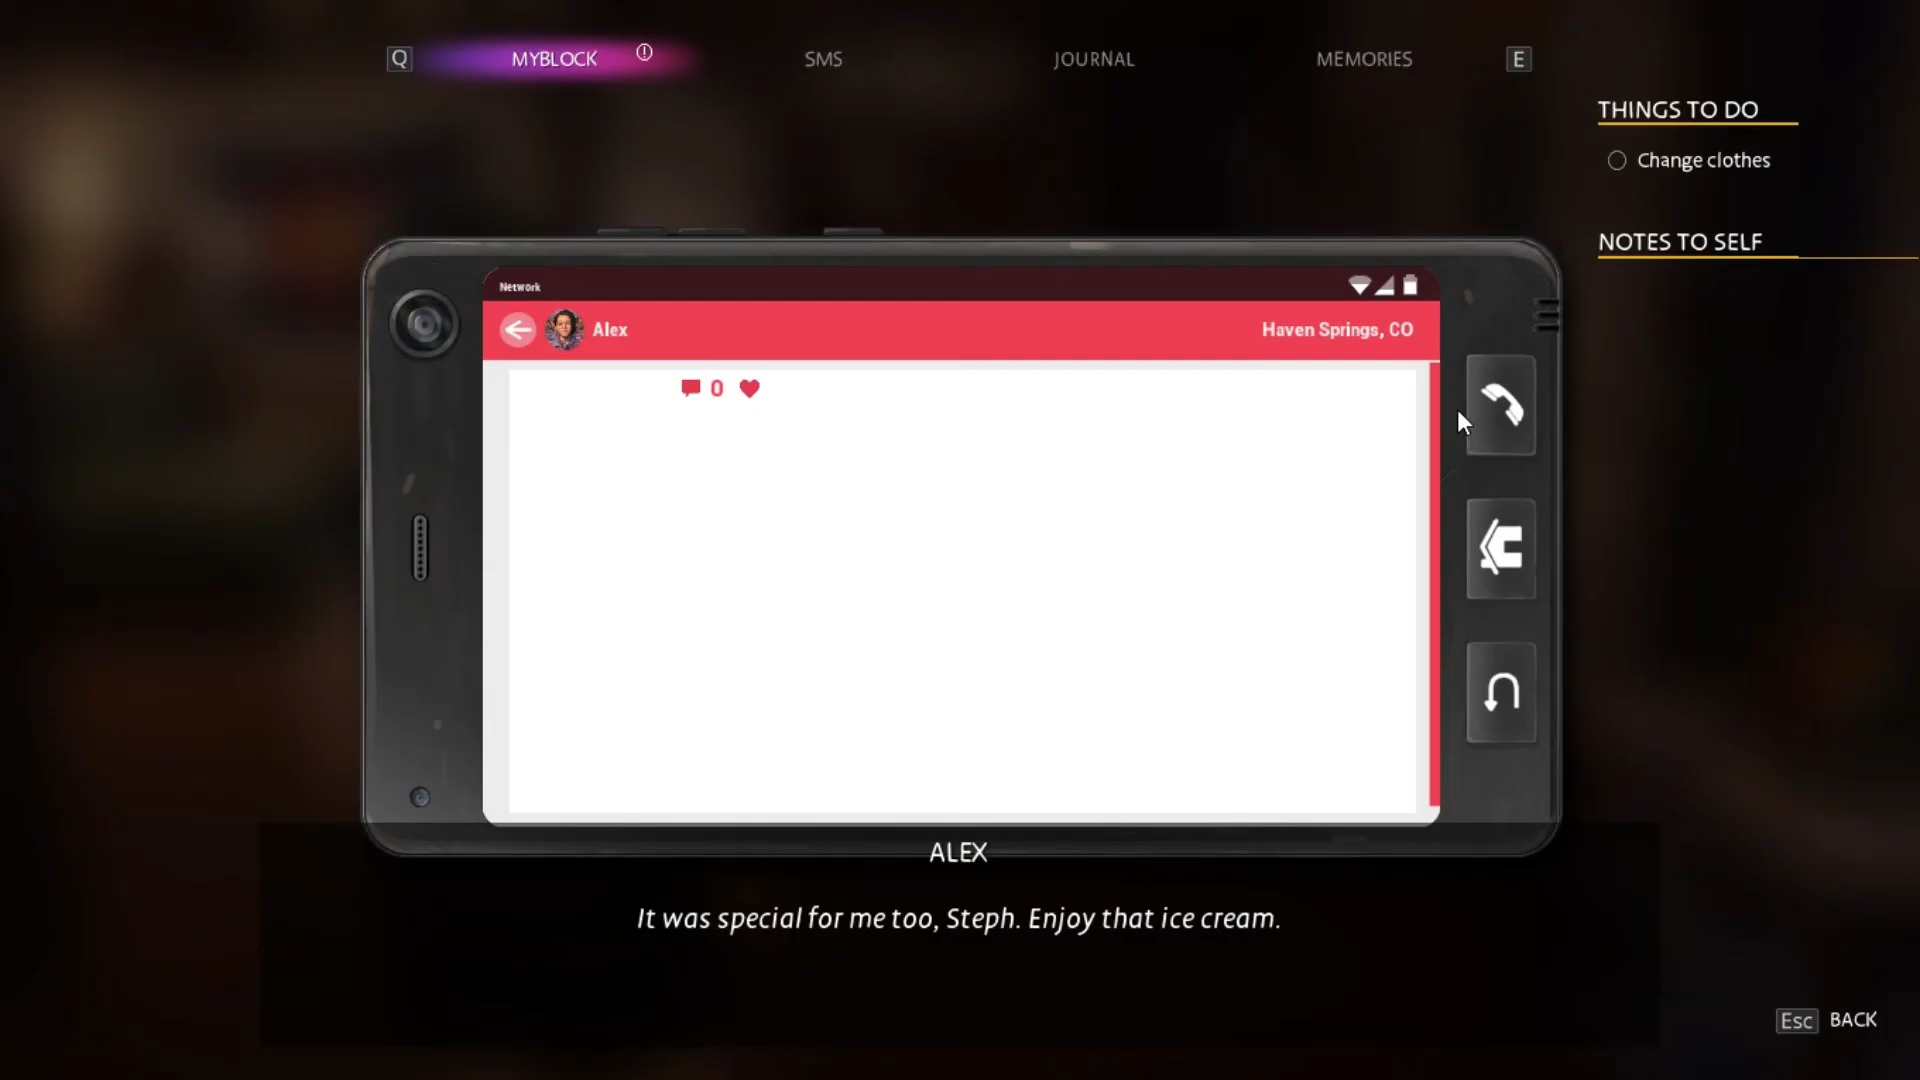 Q
MYBLOCK
SMS
JOURNAL
MEMORIES
E
THINGS TO DO
Change clothes
NOTES TO SELF
Network
Alex
Haven Springs, CO
0
ALEX
It was special for me too, Steph. Enjoy that ice cream.
Esc BACK